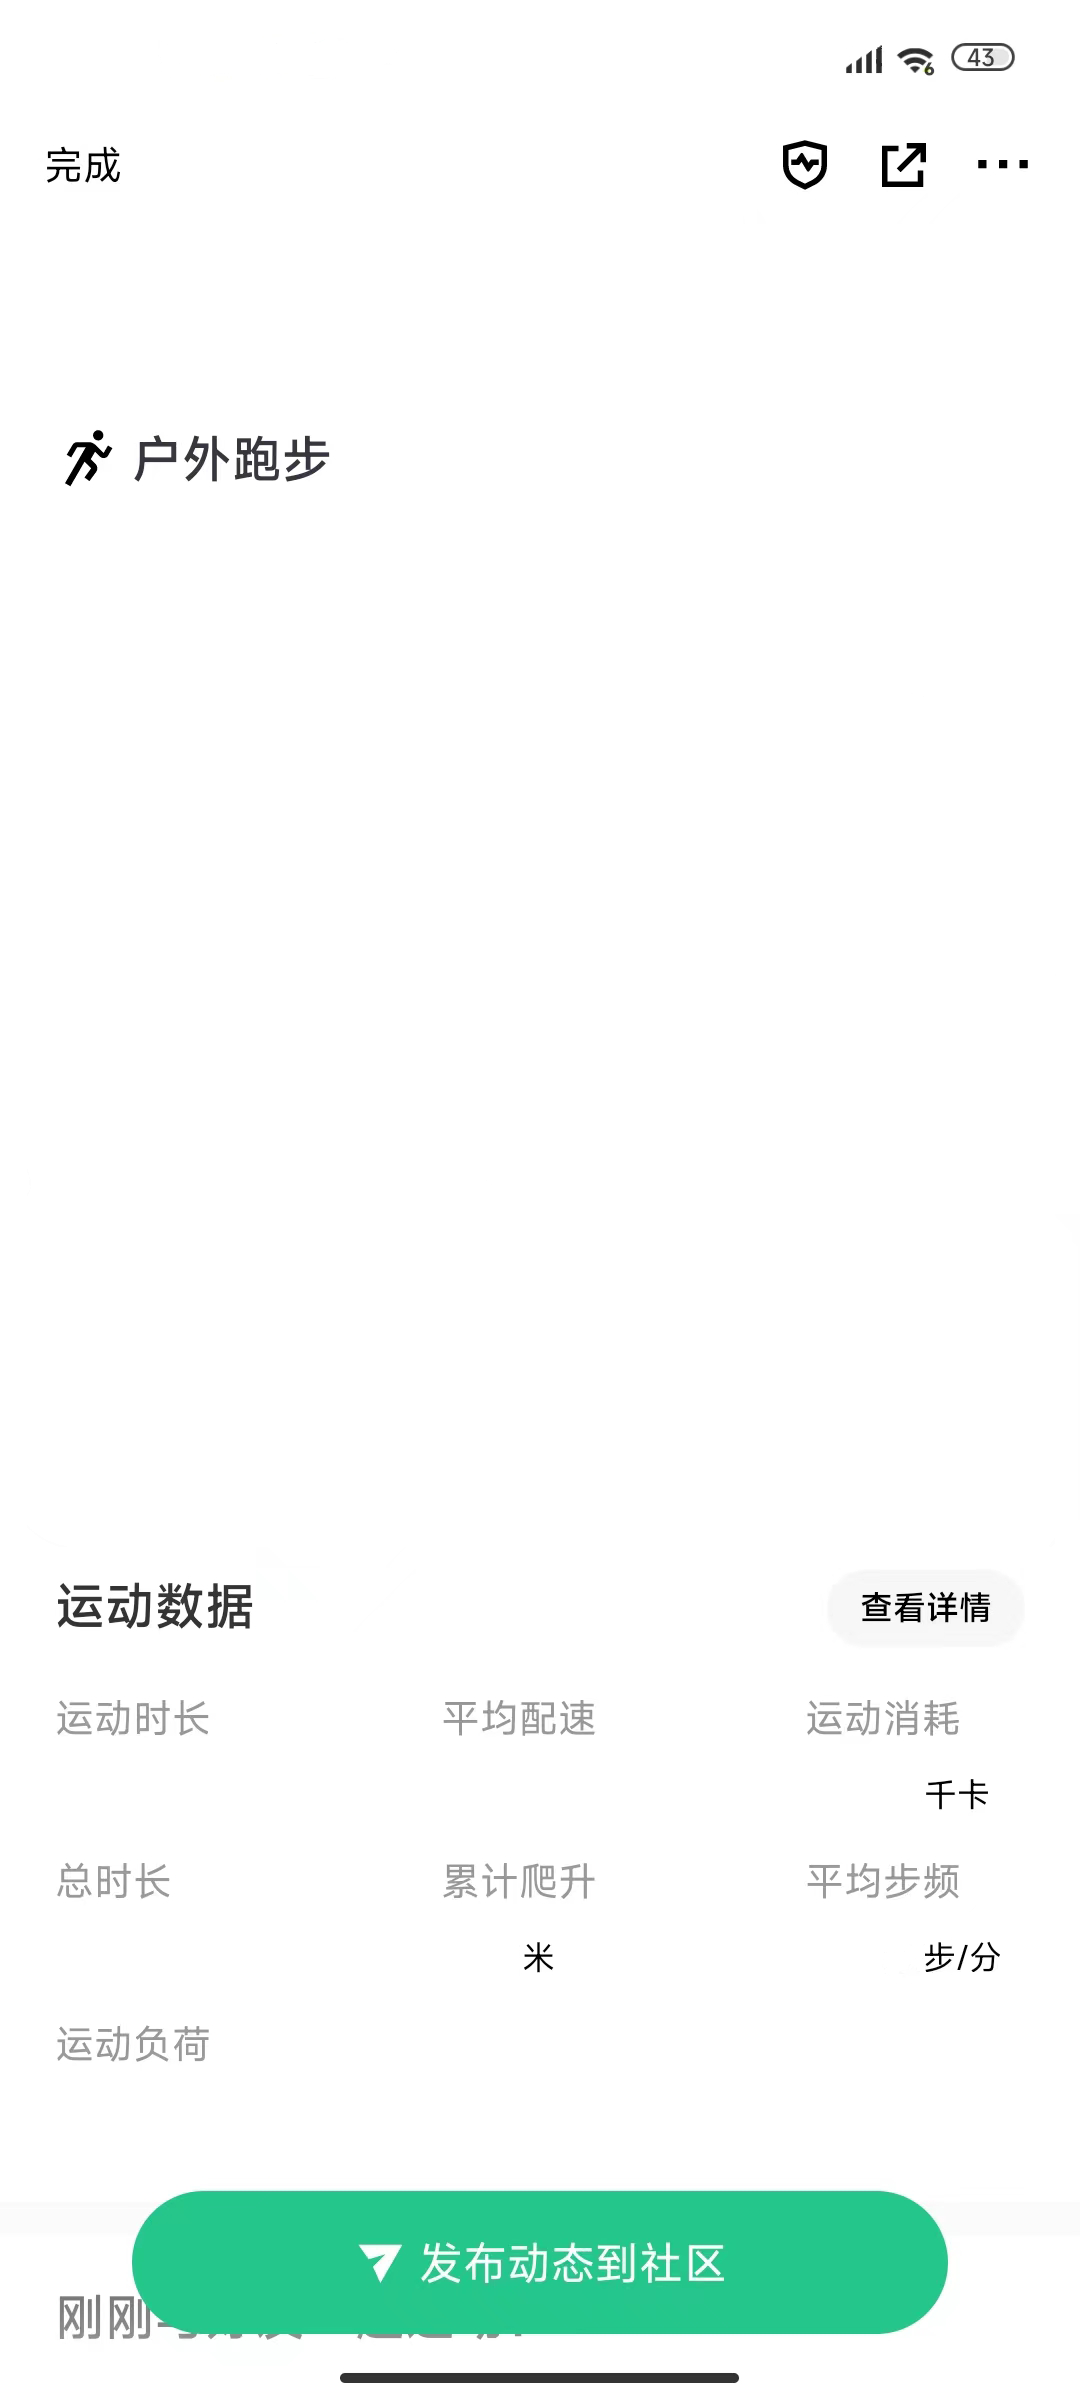 43
完成
户外跑步
运动数据 查看详情
运动时长 平均配速 运动消耗
千卡
总时长 累计爬升 平均步频
米 步/分
运动负荷
发布动态到社区
刚刚